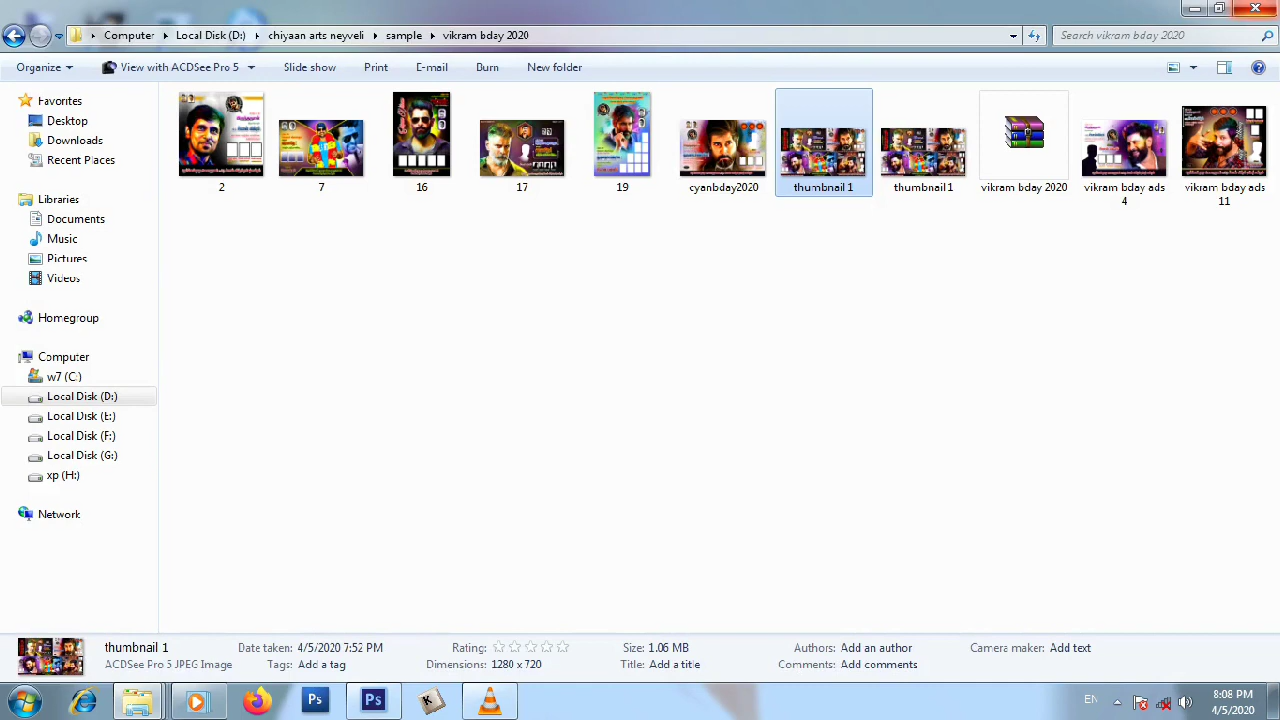 Computer Local Disk (D:) chiyaan arts neyveli sample vikram bday 2020
Search vikram bday 2020
Organize View with ACDSee Pro 5 Slide show Print E-mail Burn New folder
Favorites
Desktop
Downloads
Recent Places
Libraries
Documents
Music
Pictures
Videos
Homegroup
Computer
w7 (C:)
Local Disk (D:)
Local Disk (E:)
Local Disk (F:)
Local Disk (G:)
xp (H:)
Network
2 7 16 17 19 cyanbday2020 thumbnail 1 thumbnail1 vikram bday 2020 vikram bday ads vikram bday ads
4 11
thumbnail 1 Date taken: 4/5/2020 7:52 PM Rating: Size: 1.06 MB Authors: Add an author Camera maker: Add text
ACDSee Pro 5 JPEG Image Tags: Add a tag Dimensions: 1280 x 720 Title: Add a title Comments: Add comments
Ps Ps K EN 8:08 PM
4/5/2020